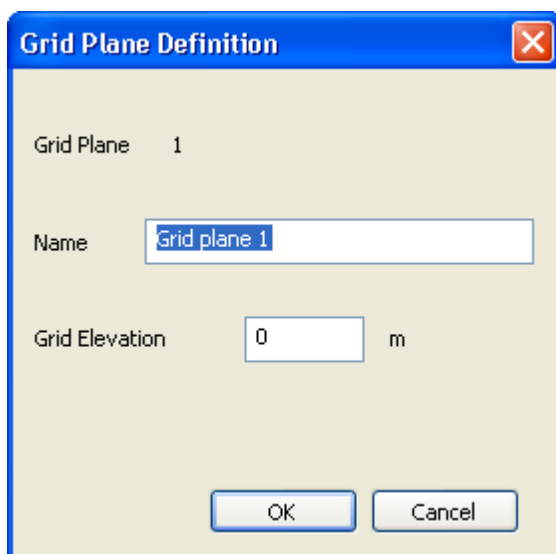 Grid Plane Definition
Grid Plane 1
Name Grid plane 1
Grid Elevation 0 m
OK Cancel